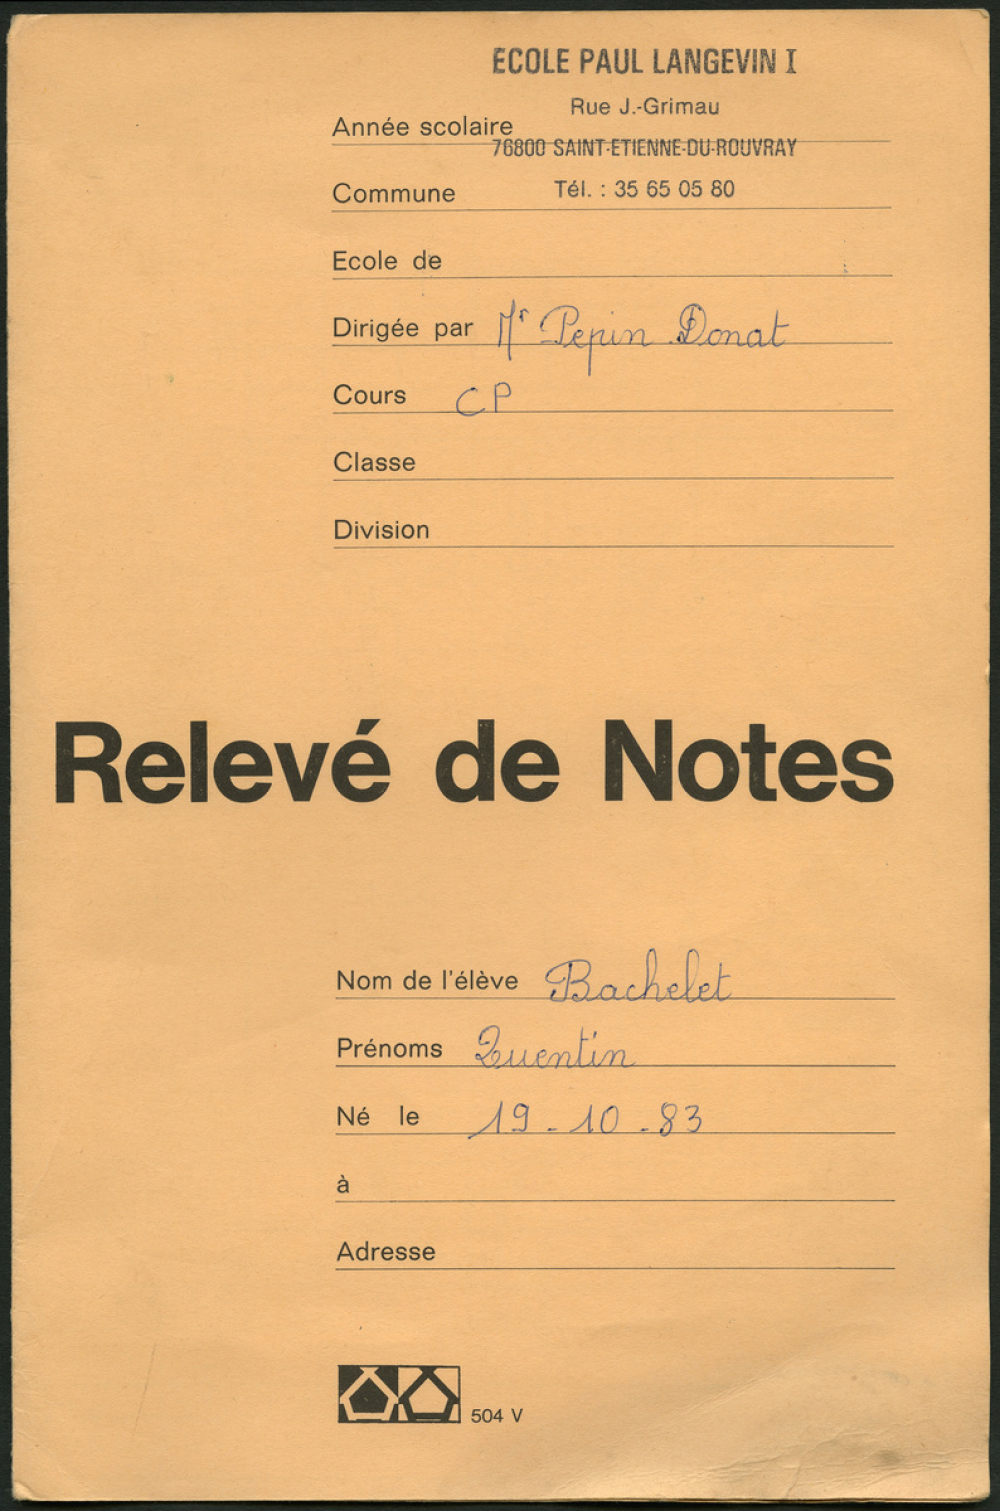 ECOLE PAUL LANGEVIN I
Rue J.-Grimau
Année scolaire
76800 SAINT-ETIENNE-DU-ROUVRAY
Commune
Tél. : 35 65 05 80
Ecole de
Dirigée par Mr Pepin Donat
Cours CP
Classe
Division
Relevé de Notes
Nom de l'élève Bachelet
Prénoms Quentin
Né le 19-10-83
à
Adresse
504 V